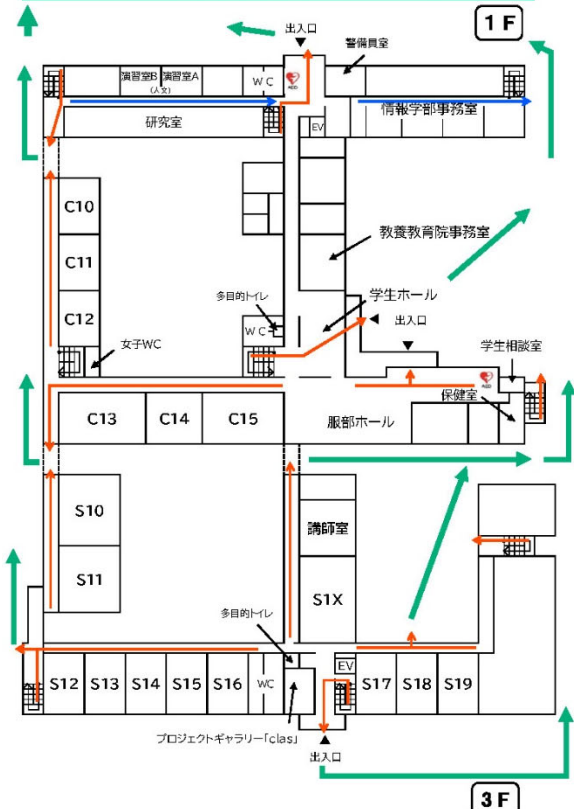 1 F
出入口
警備員室
演習室B
演習室A
(人文)
WC
AED
研究室
EV
情報学部事務室
C10
教養教育院事務室
C11
多目的トイレ
学生ホール
C12
女子WC
WC
出入口
学生相談室
AED
保健室
C13
C14
C15
服部ホール
S10
講師室
S11
S1X
多目的トイレ
S12
S13
S14
S15
S16
WC
EV
S17
S18
S19
プロジェクトギャラリー「clas」
出入口
3 F